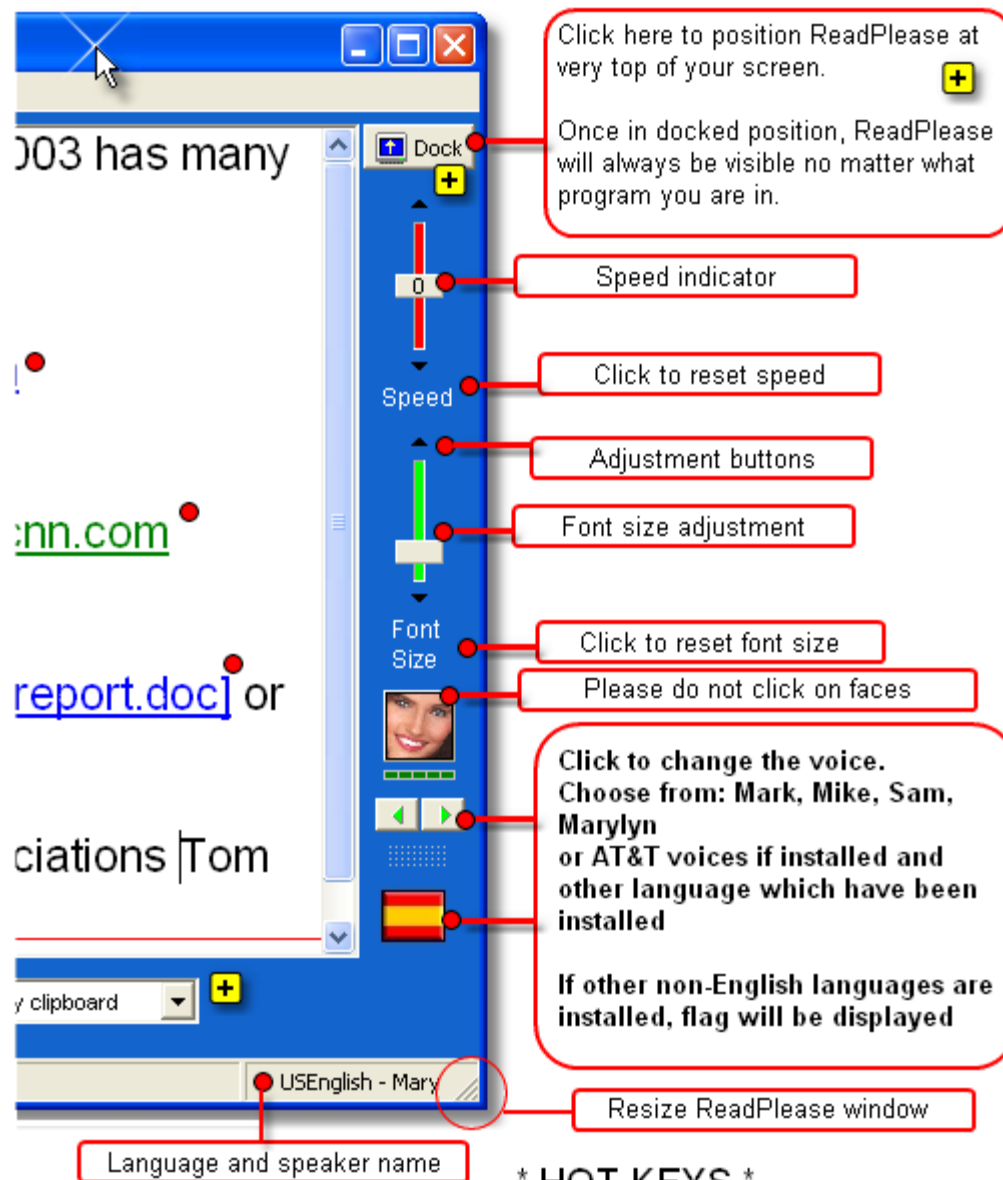 Click here to position ReadPlease at
very top of your screen.
Once in docked position, ReadPlease
will always be visible no matter what
program you are in.
003 has many
Dock
0
Speed indicator
Click to reset speed
Speed
Adjustment buttons
cnn.com
Font size adjustment
Font
Size
Click to reset font size
report.doc] or
Please do not click on faces
Click to change the voice.
Choose from: Mark, Mike, Sam,
Marylyn
or AT&T voices if installed and
other language which have been
installed
ciations Tom
If other non-English languages are
installed, flag will be displayed
y clipboard
USEnglish - Mary
Resize ReadPlease window
Language and speaker name
* HOT KEYS *